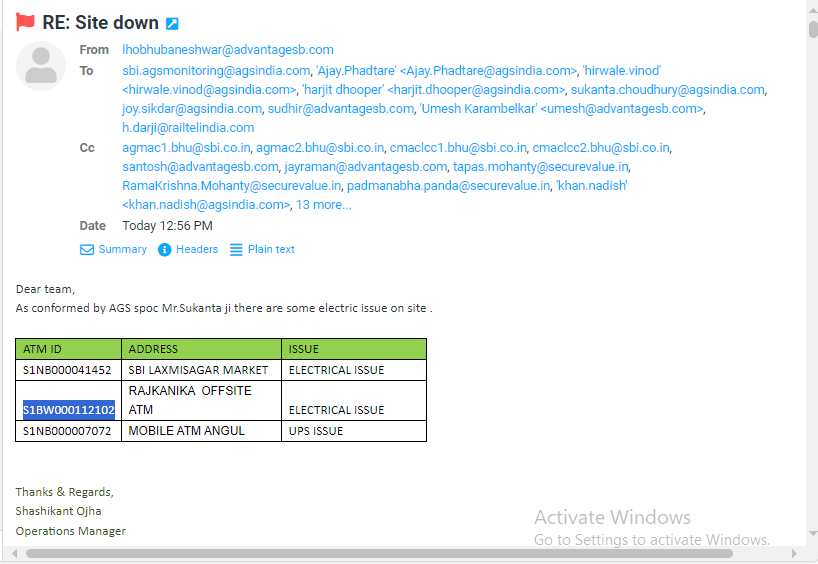 RE: Site down
From lhobhubaneshwar@advantagesb.com
To sbi.agsmonitoring@agsindia.com, 'Ajay.Phadtare' <Ajay.Phadtare@agsindia.com>, 'hirwale.vinod'
<hirwale.vinod@agsindia.com>, 'harjit dhooper' <harjit.dhooper@agsindia.com>, sukanta.choudhury@agsindia.com,
joy.sikdar@agsindia.com, sudhir@advantagesb.com, 'Umesh Karambelkar' <umesh@advantagesb.com>,
h.darji@railtelindia.com
Cc agmac1.bhu@sbi.co.in, agmac2.bhu@sbi.co.in, cmaclcc1.bhu@sbi.co.in, cmaclcc2.bhu@sbi.co.in,
santosh@advantagesb.com, jayraman@advantagesb.com, tapas.mohanty@securevalue.in,
RamaKrishna.Mohanty@securevalue.in, padmanabha.panda@securevalue.in, 'khan.nadish'
<khan.nadish@agsindia.com>, 13 more...
Date Today 12:56 PM
Summary Headers Plain text
Dear team,
As conformed by AGS spoc Mr.Sukanta ji there are some electric issue on site .
ATM ID ADDRESS ISSUE
S1NB000041452 SBI LAXMISAGAR MARKET ELECTRICAL ISSUE
RAJKANIKA OFFSITE
S1BW000112102 ATM ELECTRICAL ISSUE
S1NB000007072 MOBILE ATM ANGUL UPS ISSUE
Thanks & Regards,
Shashikant Ojha
Operations Manager
Activate Windows
Go to Settings to activate Windows.